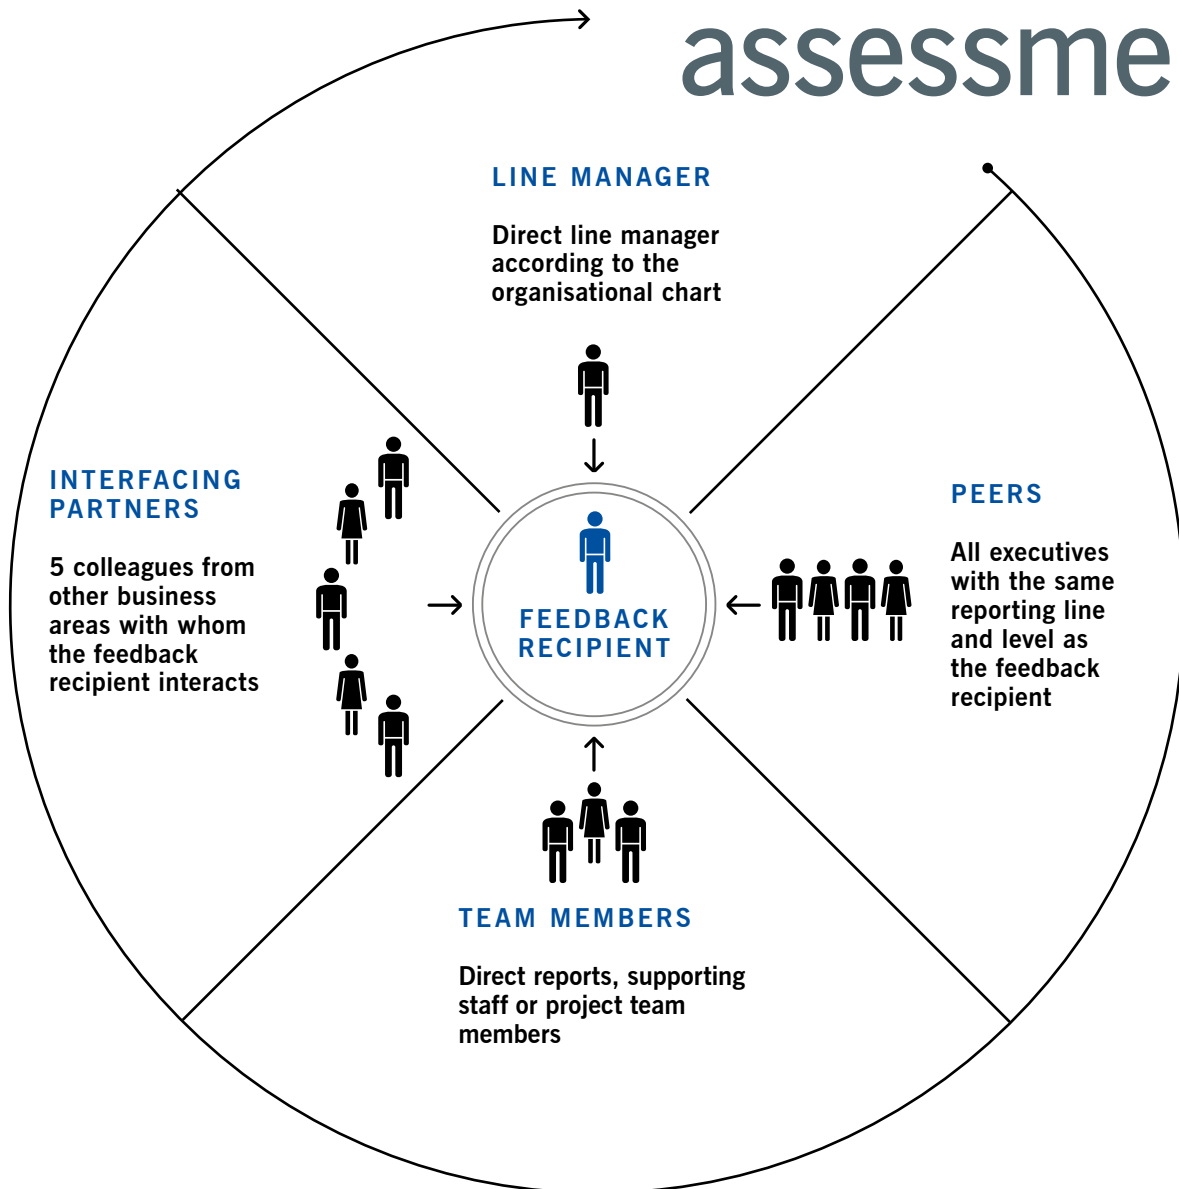 assessme
LINE MANAGER
Direct line manager
according to the
organisational chart
INTERFACING
PARTNERS
5 colleagues from
other business
areas with whom
the feedback
recipient interacts
FEEDBACK
RECIPIENT
PEERS
All executives
with the same
reporting line
and level as
the feedback
recipient
TEAM MEMBERS
Direct reports, supporting
staff or project team
members